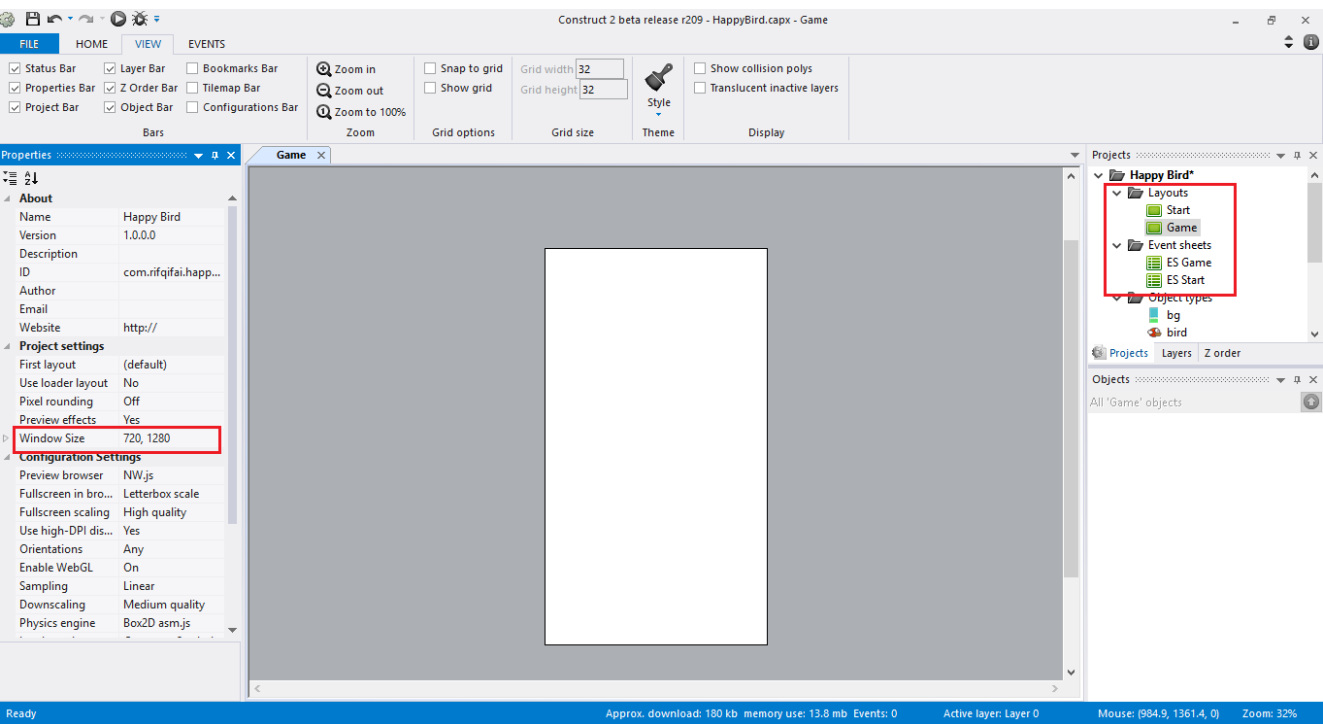 Construct 2 beta release r209 - HappyBird.capx - Game
FILE HOME VIEW EVENTS
Status Bar Layer Bar Bookmarks Bar
Properties Bar Z Order Bar Tilemap Bar
Project Bar Object Bar Configurations Bar
Bars
Zoom in
Zoom out
Zoom to 100%
Zoom
Snap to grid
Show grid
Grid options
Grid width 32
Grid height 32
Grid size
Style
Theme
Show collision polys
Translucent inactive layers
Display
Properties
About
Name Happy Bird
Version 1.0.0.0
Description
ID com.rifqifai.happ...
Author
Email
Website http://
Project settings
First layout (default)
Use loader layout No
Pixel rounding Off
Preview effects Yes
Window Size 720, 1280
Configuration Settings
Preview browser NW.js
Fullscreen in bro... Letterbox scale
Fullscreen scaling High quality
Use high-DPI dis... Yes
Orientations Any
Enable WebGL On
Sampling Linear
Downscaling Medium quality
Physics engine Box2D asm.js
Game
Projects
Happy Bird*
Layouts
Start
Game
Event sheets
ES Game
ES Start
Object types
bg
bird
Projects Layers Z order
Objects
All 'Game' objects
Ready
Approx. download: 180 kb memory use: 13.8 mb Events: 0 Active layer: Layer 0 Mouse: (984.9, 1361.4, 0) Zoom: 32%